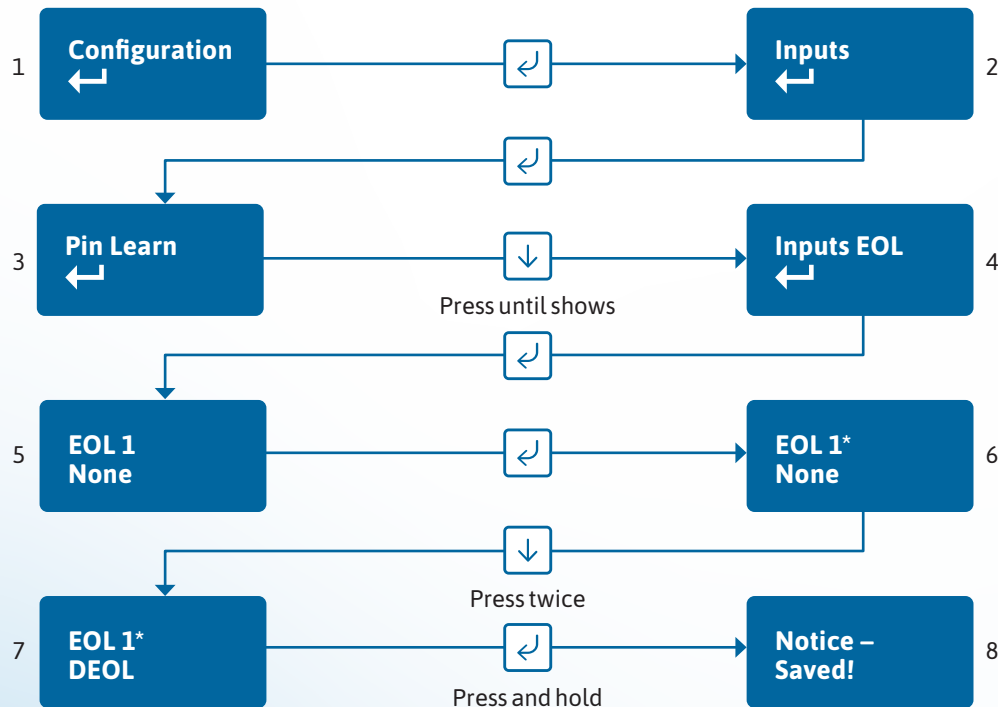 1
Configuration
Inputs
2
3
Pin Learn
Press until shows
Inputs EOL
4
5
EOL 1
None
EOL 1*
None
6
Press twice
7
EOL 1*
DEOL
Press and hold
Notice –
Saved!
8